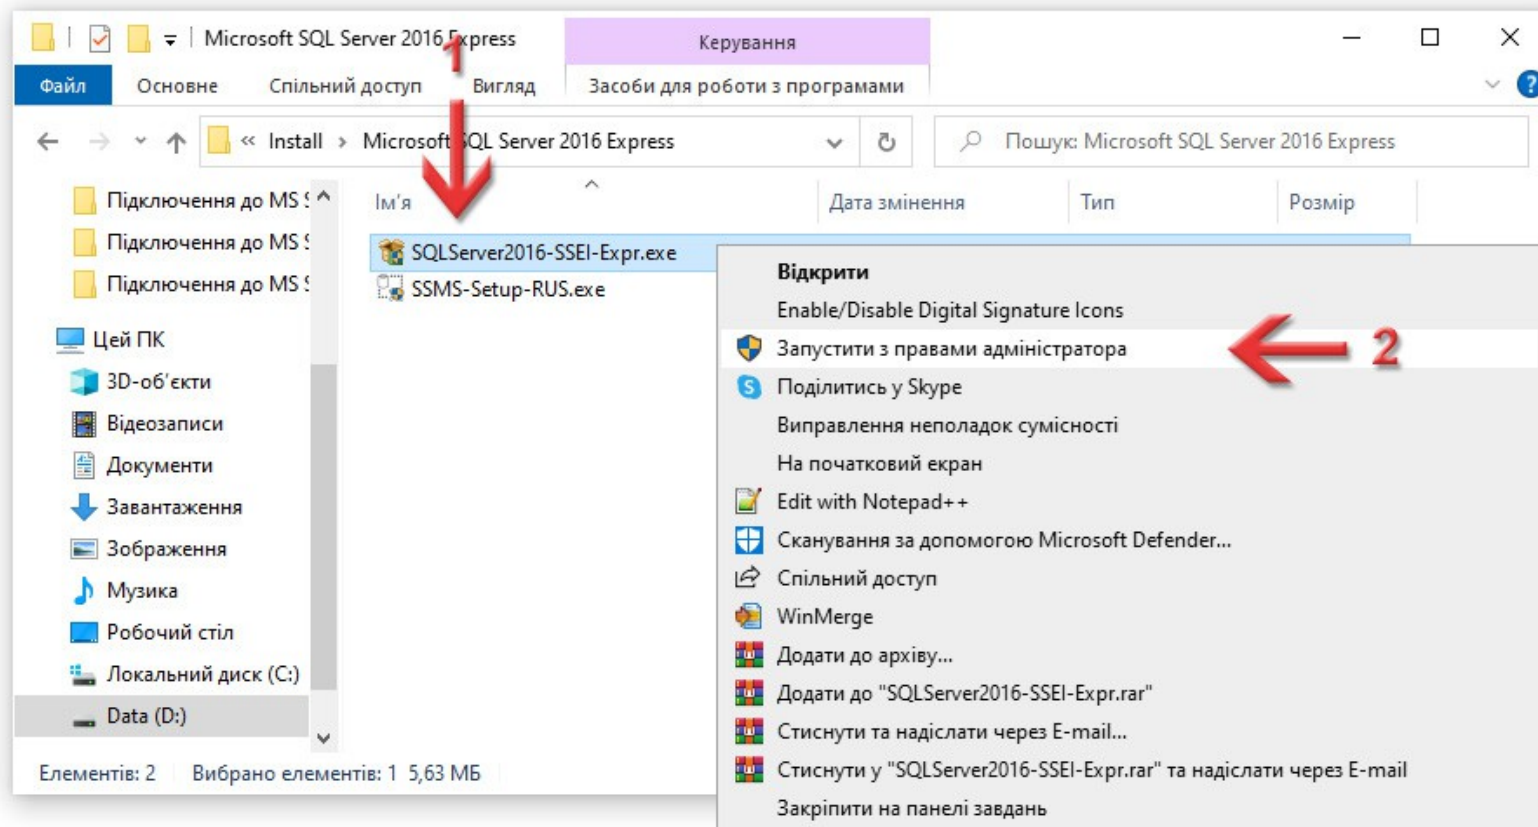 Microsoft SQL Server 2016 Express
Керування
Файл Основне Спільний доступ Вигляд Засоби для роботи з програмами
?
« Install › Microsoft SQL Server 2016 Express
Пошук: Microsoft SQL Server 2016 Express
1
Підключення до MS S
Підключення до MS S
Підключення до MS S
Цей ПК
3D-об'єкти
Відеозаписи
Документи
Завантаження
Зображення
Музика
Робочий стіл
Локальний диск (C:)
Data (D:)
Ім'я Дата змінення Тип Розмір
SQLServer2016-SSEI-Expr.exe
SSMS-Setup-RUS.exe
Відкрити
Enable/Disable Digital Signature Icons
Запустити з правами адміністратора
2
Поділитись у Skype
Виправлення неполадок сумісності
На початковий екран
Edit with Notepad++
Сканування за допомогою Microsoft Defender...
Спільний доступ
WinMerge
Додати до архіву...
Додати до "SQLServer2016-SSEI-Expr.rar"
Стиснути та надіслати через E-mail...
Стиснути у "SQLServer2016-SSEI-Expr.rar" та надіслати через E-mail
Закріпити на панелі завдань
Елементів: 2 Вибрано елементів: 1 5,63 МБ